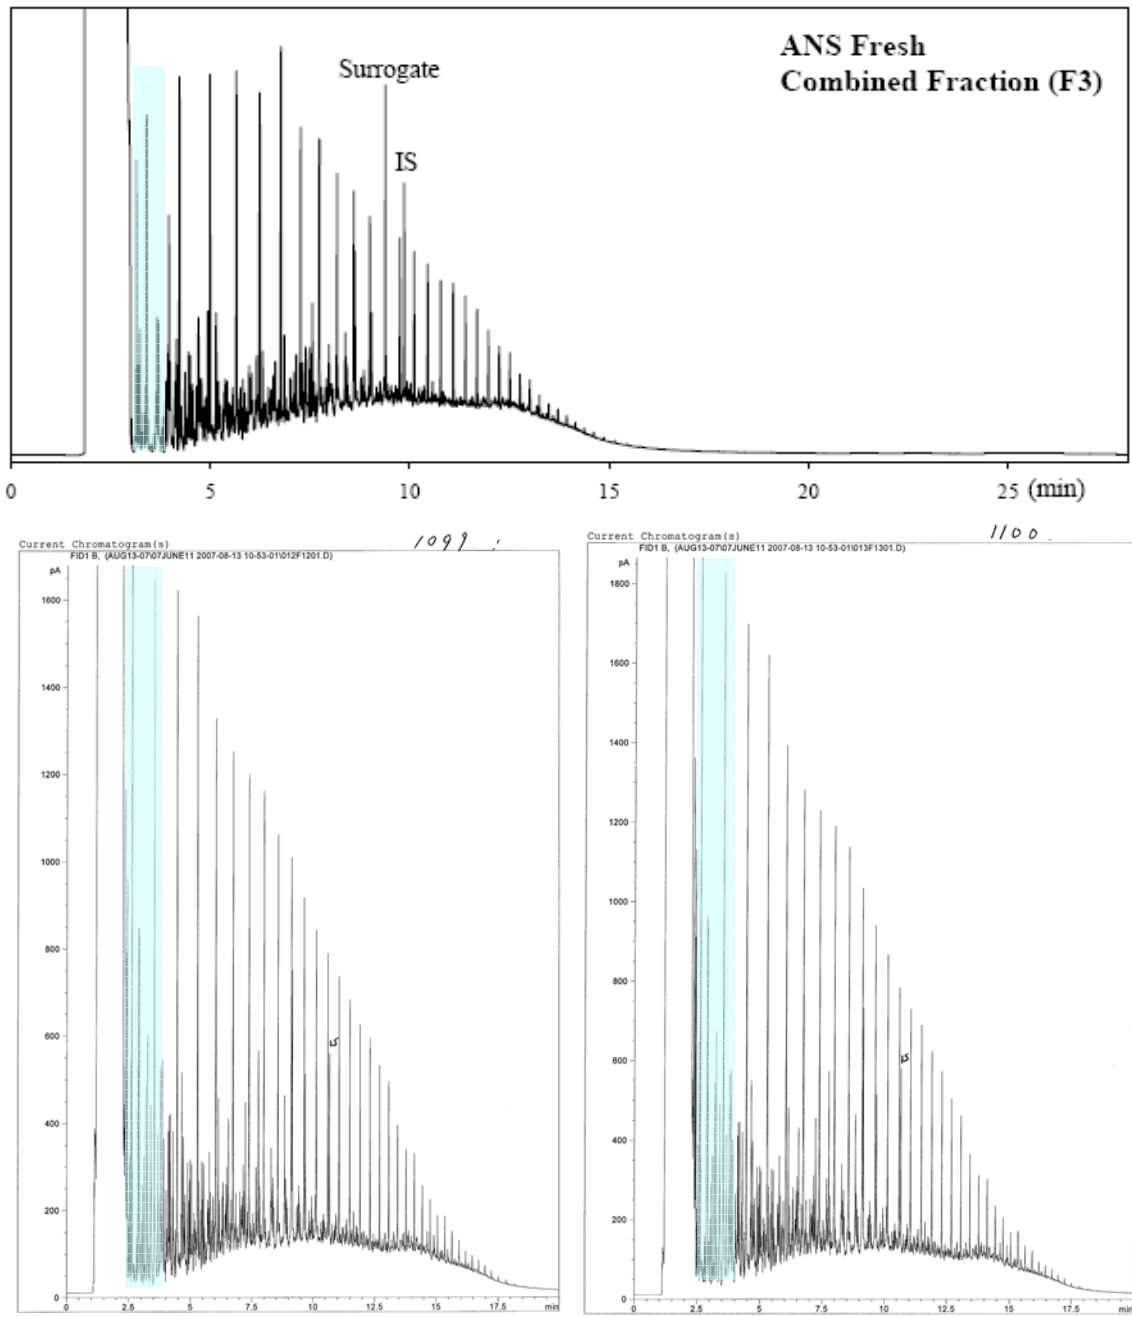 ANS Fresh
Combined Fraction (F3)
Surrogate
IS
0 5 10 15 20 25 (min)
1099
Current Chromatogram(s)
FID1 B, (AUG13-07\07JUNE11 2007-08-13 10-53-01\012F1201.D)
pA
1600
1400
1200
1000
800
600
400
200
0
IS
0 2.5 5 7.5 10 12.5 15 17.5 min
1100
Current Chromatogram(s)
FID1 B, (AUG13-07\07JUNE11 2007-08-13 10-53-01\013F1301.D)
pA
1800
1600
1400
1200
1000
800
600
400
200
0
IS
0 2.5 5 7.5 10 12.5 15 17.5 min